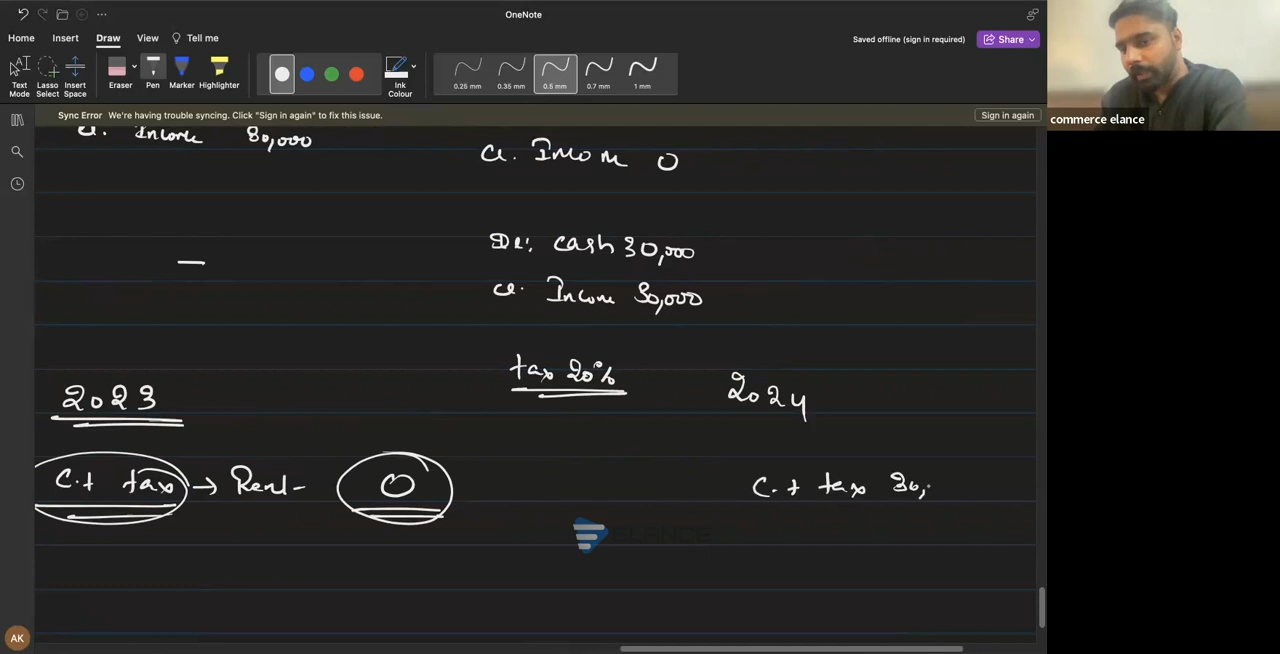 OneNote
Home Insert Draw View Tell me
Saved offline (sign in required) Share
Text Mode Lasso Select Insert Space Eraser Pen Marker Highlighter Ink Colour 0.25 mm 0.35 mm 0.5 mm 0.7 mm 1 mm
Sync Error We're having trouble syncing. Click "Sign in again" to fix this issue. Sign in again
commerce elance
Cr. Income 30,000
Cr. Income 0
Dr: cash 30,000
Cr. Income 30,000
tax 20%
2023
2024
C.t tax → Rent- 0
C.t tax 30,
ELANCE
AK